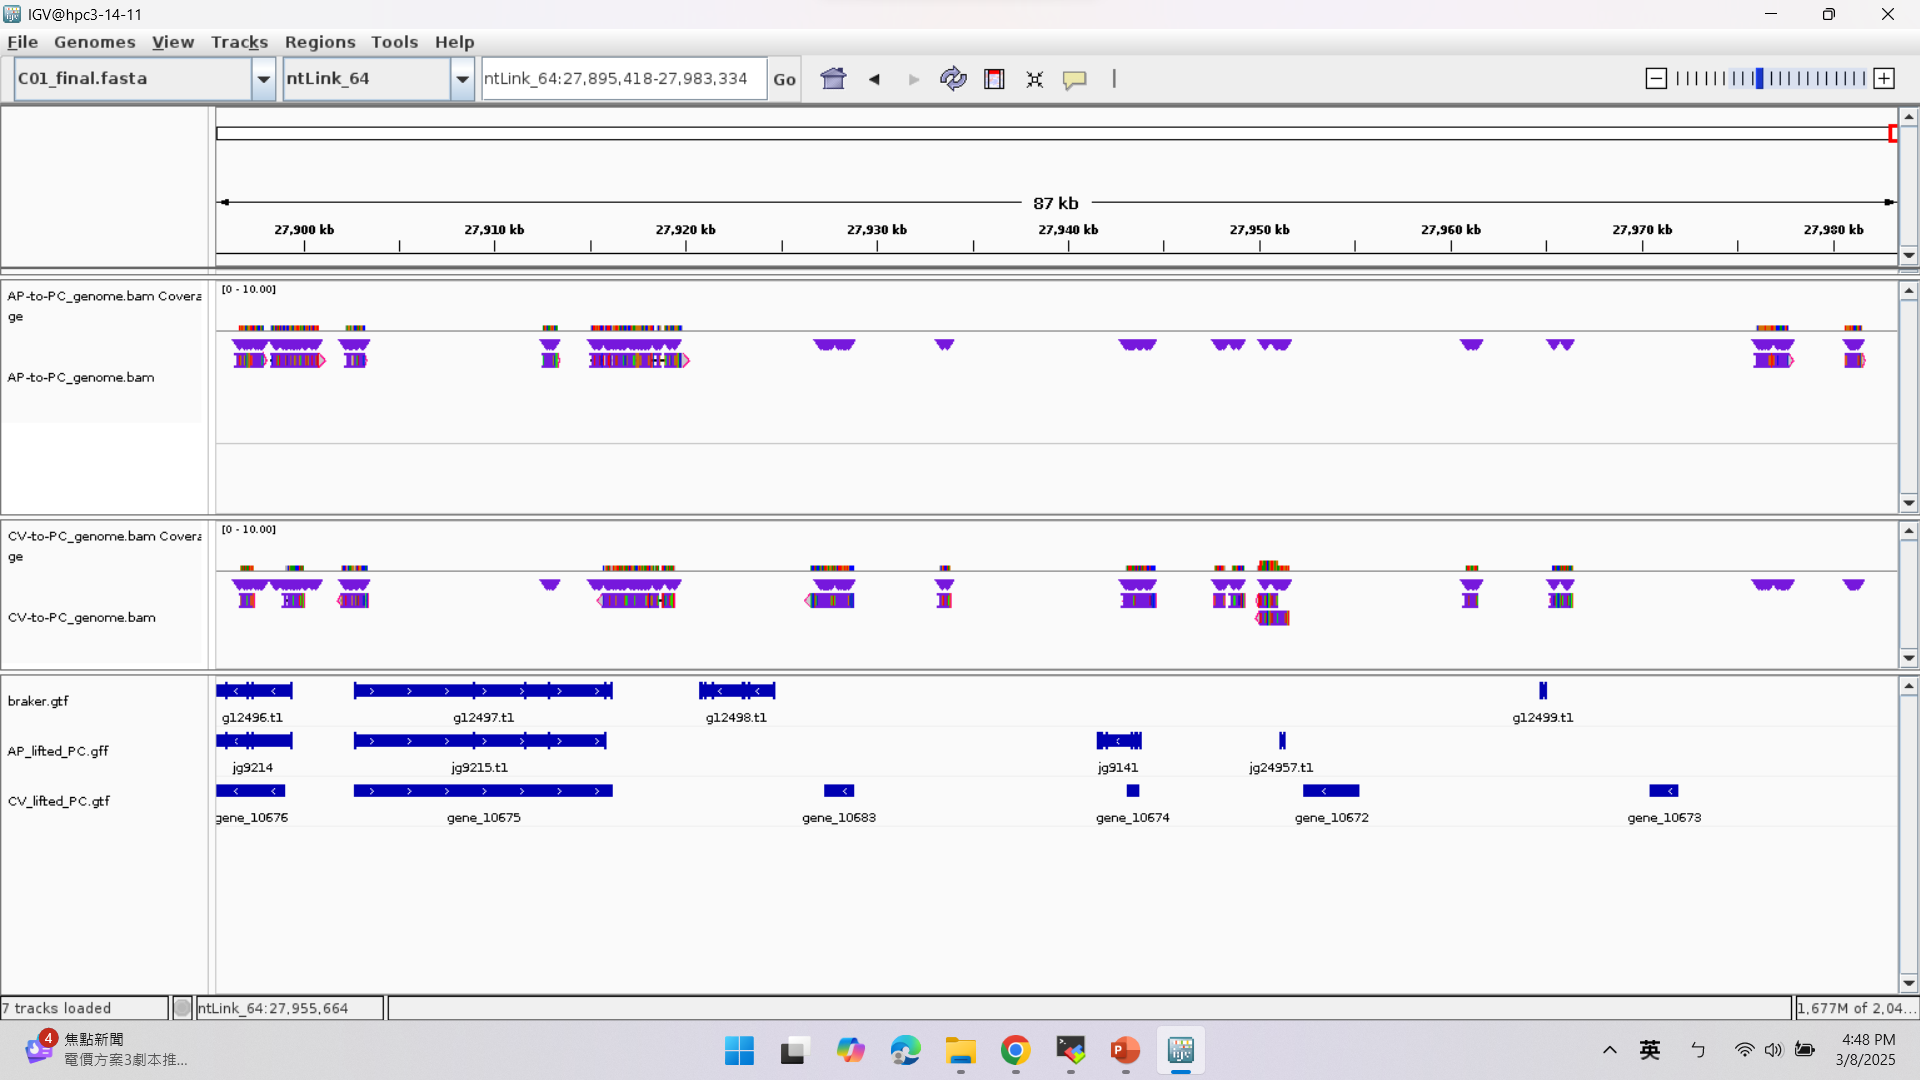 IGV@hpc3-14-11
File Genomes View Tracks Regions Tools Help
C01_final.fasta ntLink_64 ntLink_64:27,895,418-27,983,334 Go
87 kb
27,900 kb 27,910 kb 27,920 kb 27,930 kb 27,940 kb 27,950 kb 27,960 kb 27,970 kb 27,980 kb
AP-to-PC_genome.bam Covera
ge
[0 - 10.00]
AP-to-PC_genome.bam
CV-to-PC_genome.bam Covera
ge
[0 - 10.00]
CV-to-PC_genome.bam
braker.gtf
g12496.t1 g12497.t1 g12498.t1 g12499.t1
AP_lifted_PC.gff
jg9214 jg9215.t1 jg9141 jg24957.t1
CV_lifted_PC.gtf
gene_10676 gene_10675 gene_10683 gene_10674 gene_10672 gene_10673
7 tracks loaded ntLink_64:27,955,664 1,677M of 2,04...
4 焦點新聞
電價方案3劇本推...
英 ㄅ
4:48 PM
3/8/2025